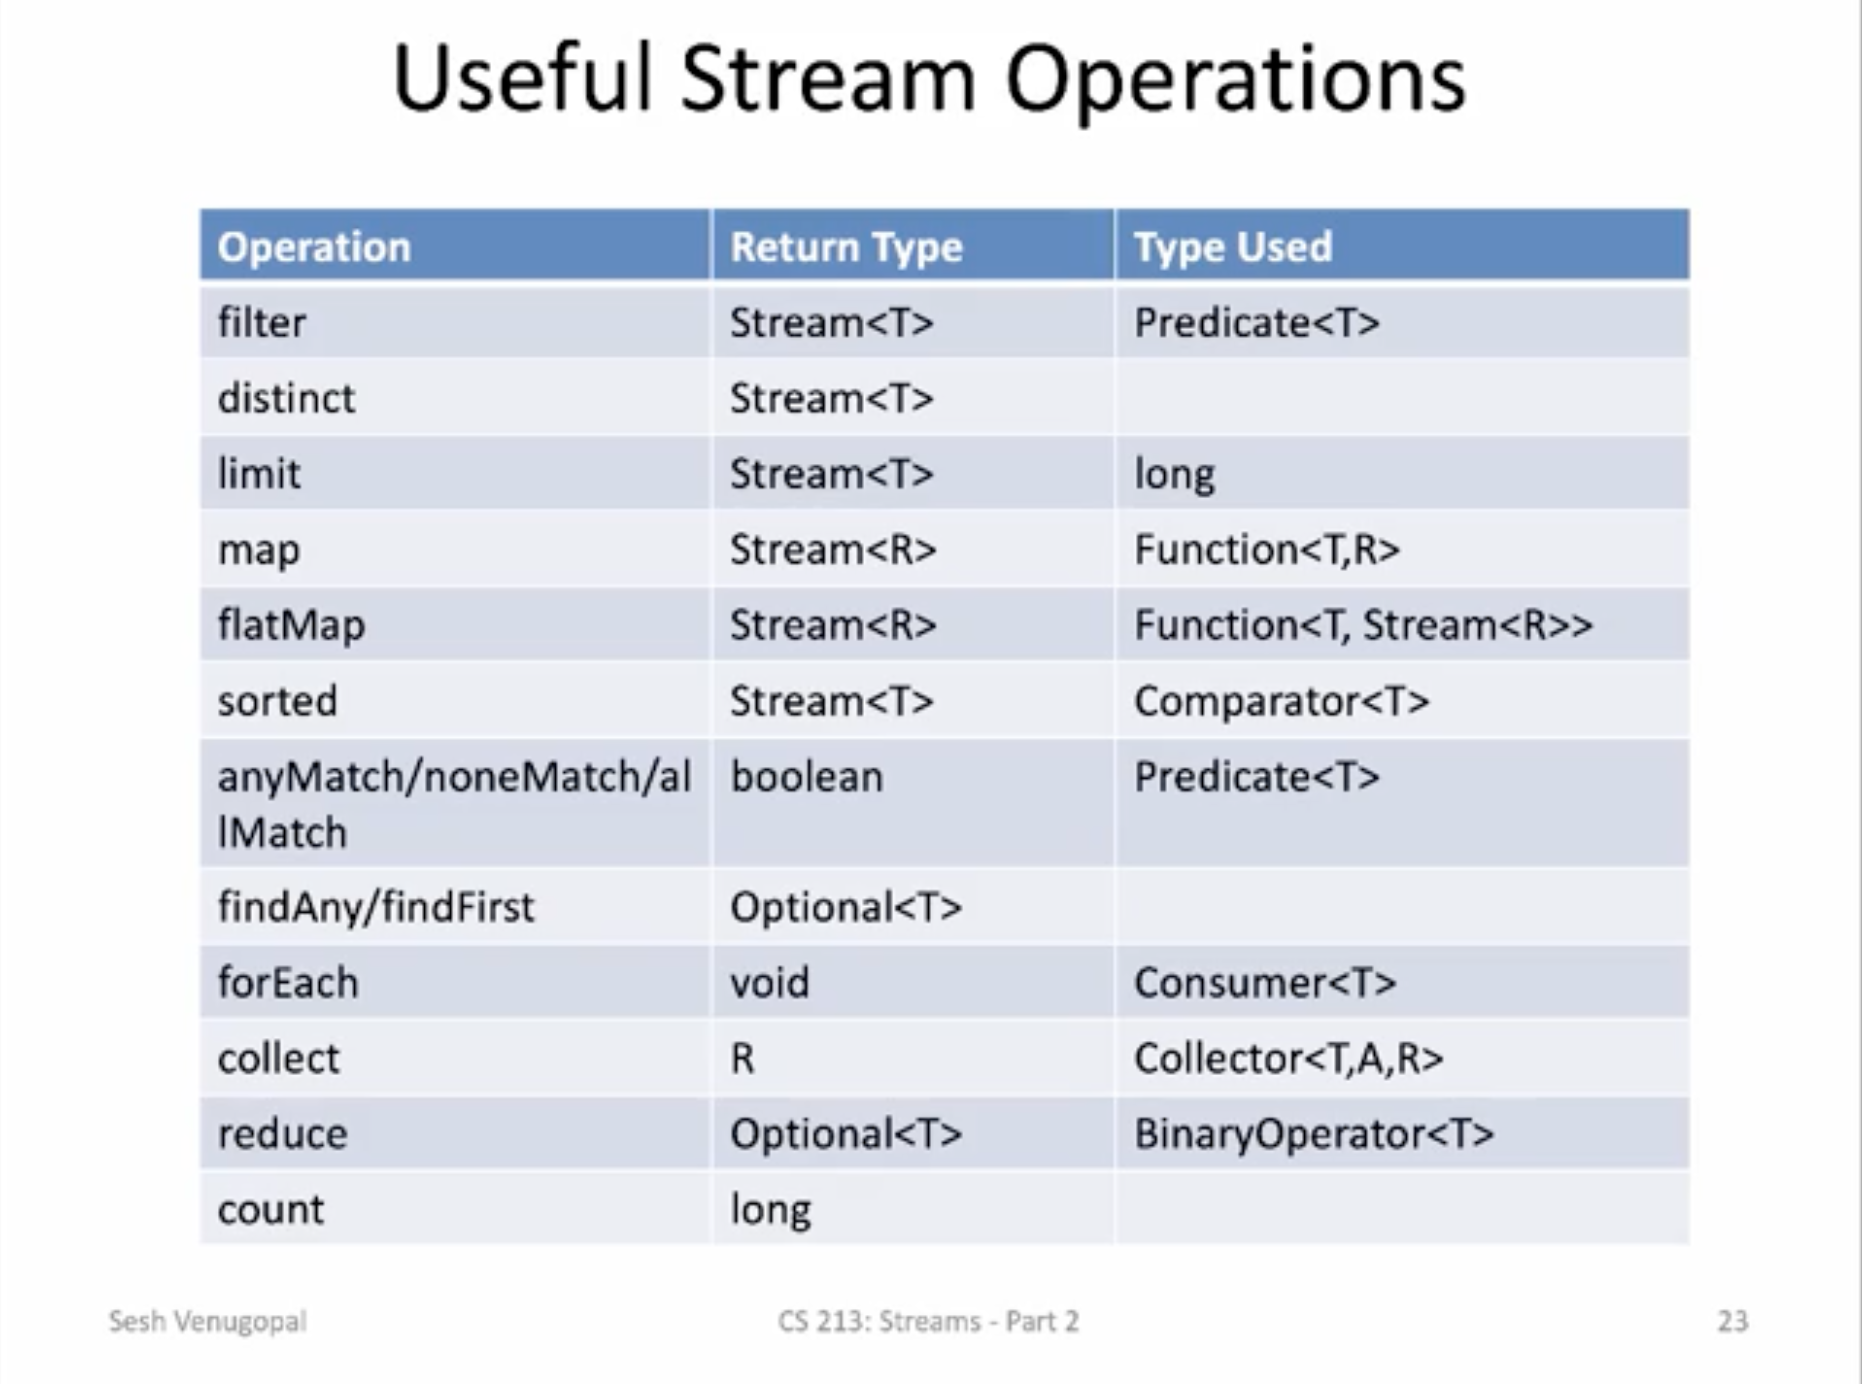 Useful Stream Operations
Operation Return Type Type Used
filter Stream<T> Predicate<T>
distinct Stream<T>
limit Stream<T> long
map Stream<R> Function<T,R>
flatMap Stream<R> Function<T, Stream<R>>
sorted Stream<T> Comparator<T>
anyMatch/noneMatch/al boolean Predicate<T>
lMatch
findAny/findFirst Optional<T>
forEach void Consumer<T>
collect R Collector<T,A,R>
reduce Optional<T> BinaryOperator<T>
count long
Sesh Venugopal CS 213: Streams - Part 2 23